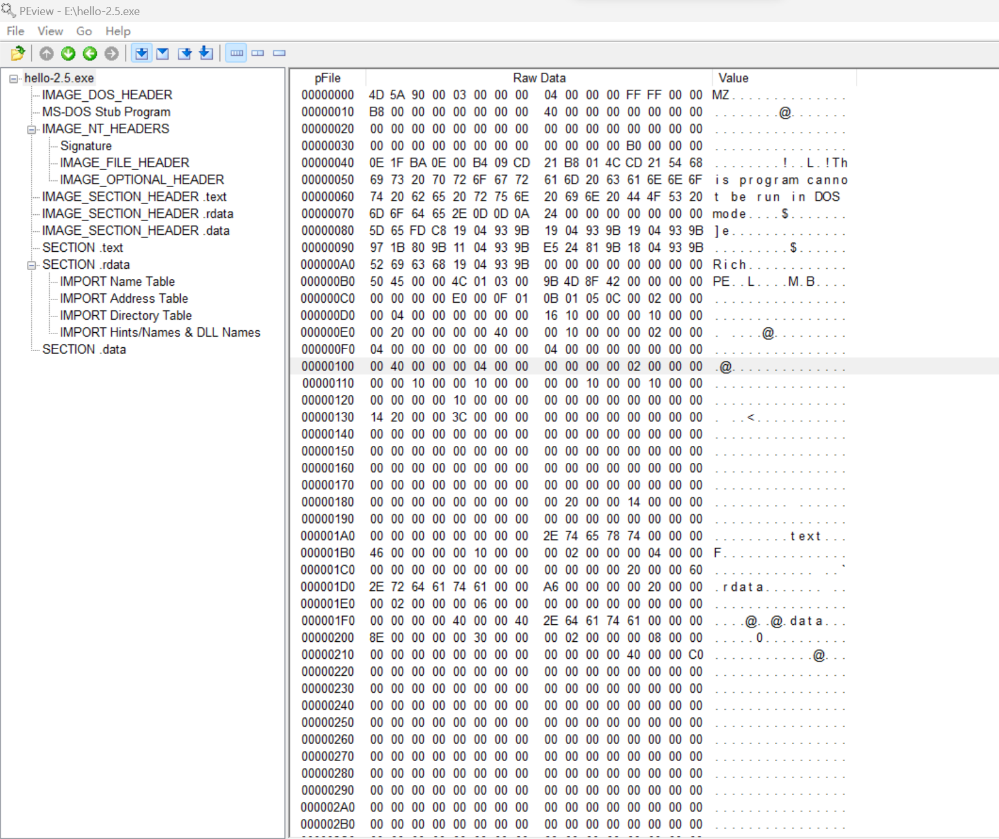 PEview - E:\hello-2.5.exe
File View Go Help
hello-2.5.exe
IMAGE_DOS_HEADER
MS-DOS Stub Program
IMAGE_NT_HEADERS
Signature
IMAGE_FILE_HEADER
IMAGE_OPTIONAL_HEADER
IMAGE_SECTION_HEADER .text
IMAGE_SECTION_HEADER .rdata
IMAGE_SECTION_HEADER .data
SECTION .text
SECTION .rdata
IMPORT Name Table
IMPORT Address Table
IMPORT Directory Table
IMPORT Hints/Names & DLL Names
SECTION .data
pFile Raw Data Value
00000000 4D 5A 90 00 03 00 00 00 04 00 00 00 FF FF 00 00 MZ..............
00000010 B8 00 00 00 00 00 00 00 40 00 00 00 00 00 00 00 ........@.......
00000020 00 00 00 00 00 00 00 00 00 00 00 00 00 00 00 00 ................
00000030 00 00 00 00 00 00 00 00 00 00 00 00 B0 00 00 00 ................
00000040 0E 1F BA 0E 00 B4 09 CD 21 B8 01 4C CD 21 54 68 ........!..L.!Th
00000050 69 73 20 70 72 6F 67 72 61 6D 20 63 61 6E 6E 6F is program canno
00000060 74 20 62 65 20 72 75 6E 20 69 6E 20 44 4F 53 20 t be run in DOS
00000070 6D 6F 64 65 2E 0D 0D 0A 24 00 00 00 00 00 00 00 mode....$.......
00000080 5D 65 FD C8 19 04 93 9B 19 04 93 9B 19 04 93 9B ]e..............
00000090 97 1B 80 9B 11 04 93 9B E5 24 81 9B 18 04 93 9B .........$......
000000A0 52 69 63 68 19 04 93 9B 00 00 00 00 00 00 00 00 Rich............
000000B0 50 45 00 00 4C 01 03 00 9B 4D 8F 42 00 00 00 00 PE..L....M.B....
000000C0 00 00 00 00 E0 00 0F 01 0B 01 05 0C 00 02 00 00 ................
000000D0 00 04 00 00 00 00 00 00 16 10 00 00 00 10 00 00 ................
000000E0 00 20 00 00 00 00 40 00 00 10 00 00 00 02 00 00 . ....@.........
000000F0 04 00 00 00 00 00 00 00 04 00 00 00 00 00 00 00 ................
00000100 00 40 00 00 00 04 00 00 00 00 00 00 02 00 00 00 .@..............
00000110 00 00 10 00 00 10 00 00 00 00 10 00 00 10 00 00 ................
00000120 00 00 00 00 10 00 00 00 00 00 00 00 00 00 00 00 ................
00000130 14 20 00 00 3C 00 00 00 00 00 00 00 00 00 00 00 . ..<...........
00000140 00 00 00 00 00 00 00 00 00 00 00 00 00 00 00 00 ................
00000150 00 00 00 00 00 00 00 00 00 00 00 00 00 00 00 00 ................
00000160 00 00 00 00 00 00 00 00 00 00 00 00 00 00 00 00 ................
00000170 00 00 00 00 00 00 00 00 00 00 00 00 00 00 00 00 ................
00000180 00 00 00 00 00 00 00 00 00 20 00 00 14 00 00 00 ......... ......
00000190 00 00 00 00 00 00 00 00 00 00 00 00 00 00 00 00 ................
000001A0 00 00 00 00 00 00 00 00 2E 74 65 78 74 00 00 00 .........text...
000001B0 46 00 00 00 00 10 00 00 00 02 00 00 00 04 00 00 F...............
000001C0 00 00 00 00 00 00 00 00 00 00 00 00 20 00 00 60 ............ ..`
000001D0 2E 72 64 61 74 61 00 00 A6 00 00 00 00 20 00 00 .rdata....... ..
000001E0 00 02 00 00 00 06 00 00 00 00 00 00 00 00 00 00 ................
000001F0 00 00 00 00 40 00 00 40 2E 64 61 74 61 00 00 00 ....@..@.data...
00000200 8E 00 00 00 00 30 00 00 00 02 00 00 00 08 00 00 .....0..........
00000210 00 00 00 00 00 00 00 00 00 00 00 00 40 00 00 C0 ............@...
00000220 00 00 00 00 00 00 00 00 00 00 00 00 00 00 00 00 ................
00000230 00 00 00 00 00 00 00 00 00 00 00 00 00 00 00 00 ................
00000240 00 00 00 00 00 00 00 00 00 00 00 00 00 00 00 00 ................
00000250 00 00 00 00 00 00 00 00 00 00 00 00 00 00 00 00 ................
00000260 00 00 00 00 00 00 00 00 00 00 00 00 00 00 00 00 ................
00000270 00 00 00 00 00 00 00 00 00 00 00 00 00 00 00 00 ................
00000280 00 00 00 00 00 00 00 00 00 00 00 00 00 00 00 00 ................
00000290 00 00 00 00 00 00 00 00 00 00 00 00 00 00 00 00 ................
000002A0 00 00 00 00 00 00 00 00 00 00 00 00 00 00 00 00 ................
000002B0 00 00 00 00 00 00 00 00 00 00 00 00 00 00 00 00 ................